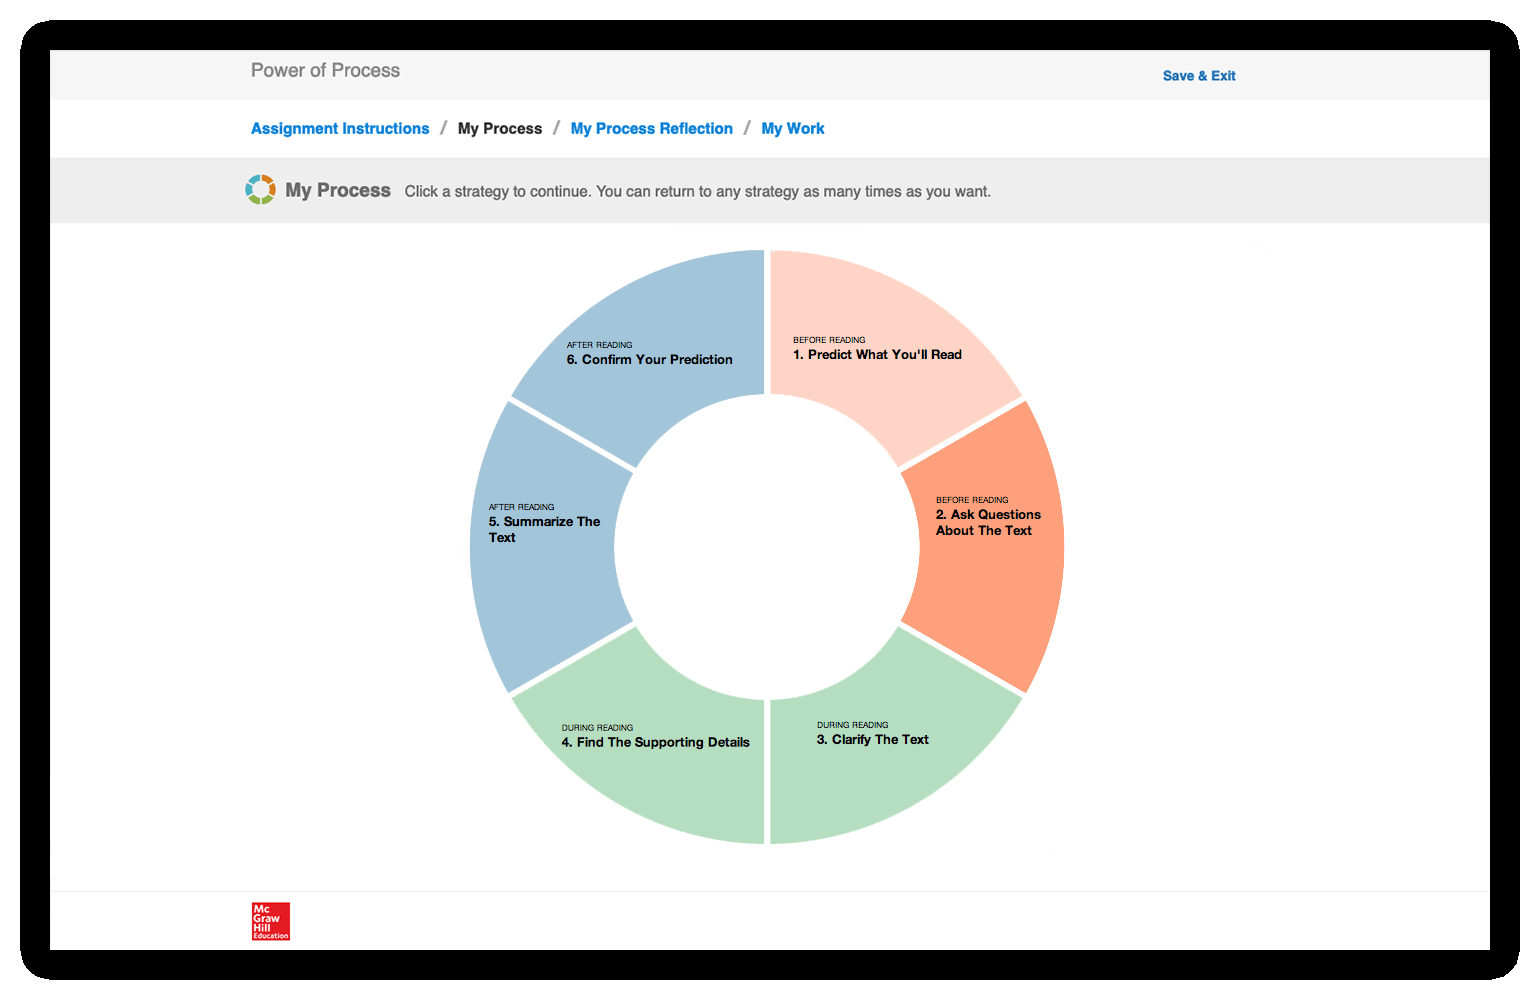 Power of Process
Save & Exit
Assignment Instructions / My Process / My Process Reflection / My Work
My Process Click a strategy to continue. You can return to any strategy as many times as you want.
BEFORE READING
1. Predict What You'll Read
BEFORE READING
2. Ask Questions
About The Text
DURING READING
3. Clarify The Text
DURING READING
4. Find The Supporting Details
AFTER READING
5. Summarize The
Text
AFTER READING
6. Confirm Your Prediction
Mc
Graw
Hill
Education